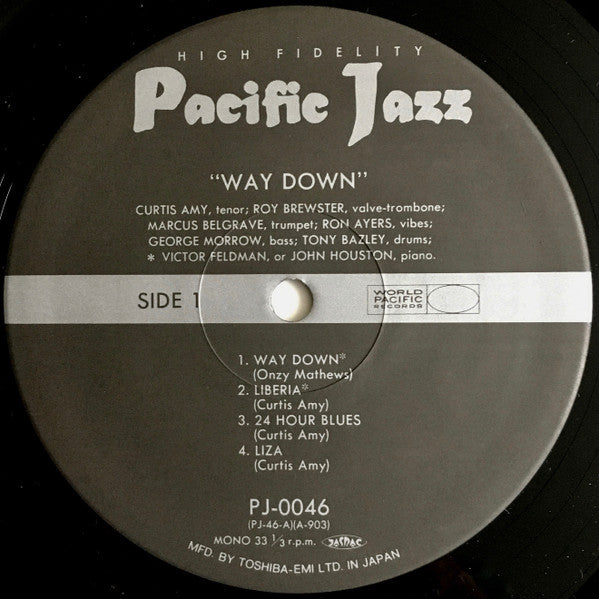 HIGH FIDELITY
Pacific Jazz
"WAY DOWN"
CURTIS AMY, tenor; ROY BREWSTER, valve-trombone;
MARCUS BELGRAVE, trumpet; RON AYERS, vibes;
GEORGE MORROW, bass; TONY BAZLEY, drums;
* VICTOR FELDMAN, or JOHN HOUSTON, piano.
SIDE 1
WORLD
PACIFIC
RECORDS
1. WAY DOWN*
(Onzy Mathews)
2. LIBERIA*
(Curtis Amy)
3. 24 HOUR BLUES
(Curtis Amy)
4. LIZA
(Curtis Amy)
PJ-0046
(PJ-46-A)(A-903)
MONO 33 1/3 r.p.m. JASRAC
MFD. BY TOSHIBA-EMI LTD. IN JAPAN